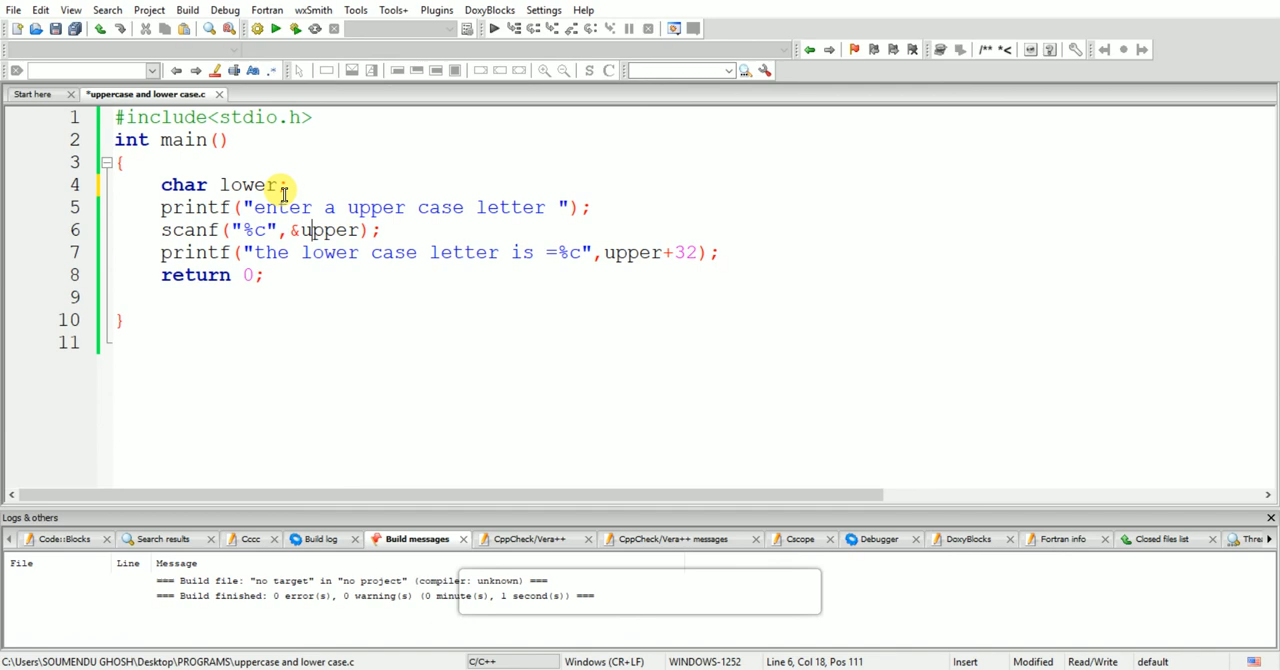 File Edit View Search Project Build Debug Fortran wxSmith Tools Tools+ Plugins DoxyBlocks Settings Help
/** *<
S C
Start here *uppercase and lower case.c
1 #include<stdio.h>
2 int main()
3 {
4 char lower;
5 printf("enter a upper case letter ");
6 scanf("%c",&upper);
7 printf("the lower case letter is =%c",upper+32);
8 return 0;
9
10 }
11
Logs & others
Code::Blocks Search results Cccc Build log Build messages CppCheck/Vera++ CppCheck/Vera++ messages Cscope Debugger DoxyBlocks Fortran info Closed files list Threa
File Line Message
=== Build file: "no target" in "no project" (compiler: unknown) ===
=== Build finished: 0 error(s), 0 warning(s) (0 minute(s), 1 second(s)) ===
C:\Users\SOUMENDU GHOSH\Desktop\PROGRAMS\uppercase and lower case.c C/C++ Windows (CR+LF) WINDOWS-1252 Line 6, Col 18, Pos 111 Insert Modified Read/Write default